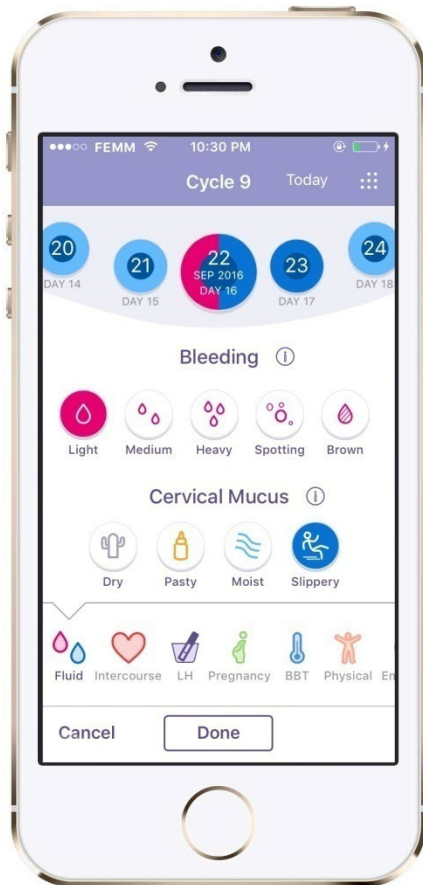 FEMM 10:30 PM
Cycle 9 Today
20 21 22 23 24
SEP 2016
DAY 14 DAY 15 DAY 16 DAY 17 DAY 18
Bleeding i
Light Medium Heavy Spotting Brown
Cervical Mucus i
Dry Pasty Moist Slippery
Fluid Intercourse LH Pregnancy BBT Physical En
Cancel Done